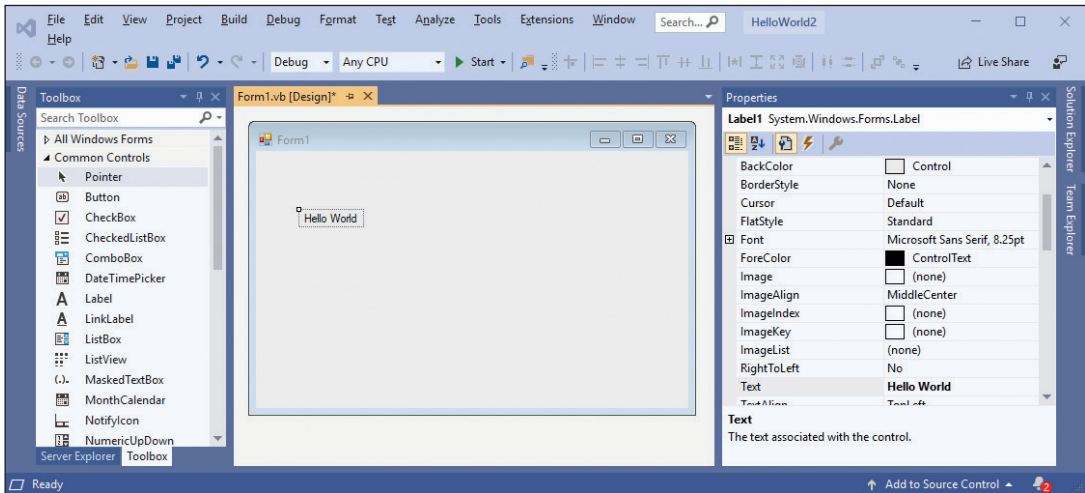 File Edit View Project Build Debug Format Test Analyze Tools Extensions Window Search... HelloWorld2
Help
Debug Any CPU Start Live Share
Data Sources
Toolbox
Search Toolbox
All Windows Forms
Common Controls
Pointer
Button
CheckBox
CheckedListBox
ComboBox
DateTimePicker
Label
LinkLabel
ListBox
ListView
MaskedTextBox
MonthCalendar
NotifyIcon
NumericUpDown
Server Explorer Toolbox
Form1.vb [Design]*
Form1
Hello World
Properties
Label1 System.Windows.Forms.Label
BackColor Control
BorderStyle None
Cursor Default
FlatStyle Standard
Font Microsoft Sans Serif, 8.25pt
ForeColor ControlText
Image (none)
ImageAlign MiddleCenter
ImageIndex (none)
ImageKey (none)
ImageList (none)
RightToLeft No
Text Hello World
TextAlign TopLeft
Text
The text associated with the control.
Solution Explorer
Team Explorer
Ready
Add to Source Control 2